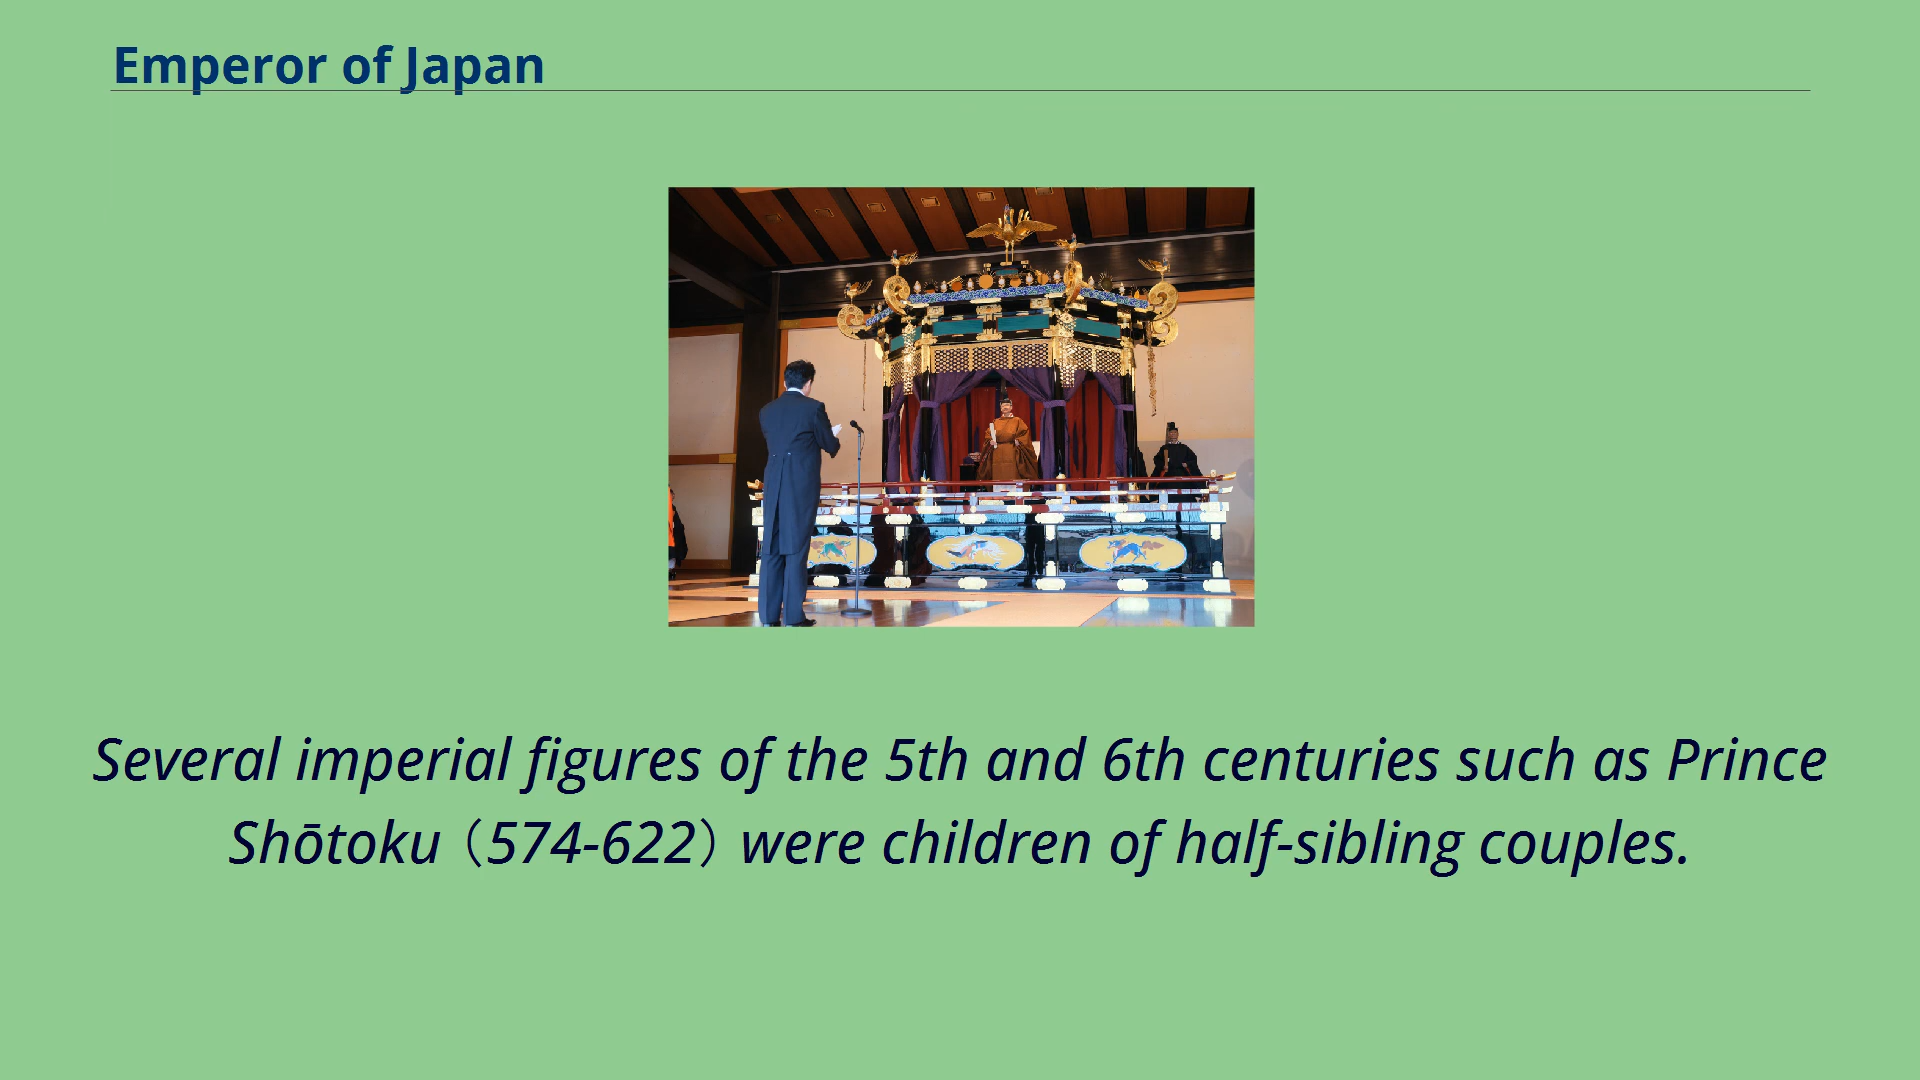 Emperor of Japan
Several imperial figures of the 5th and 6th centuries such as Prince
Shōtoku（574-622）were children of half-sibling couples.